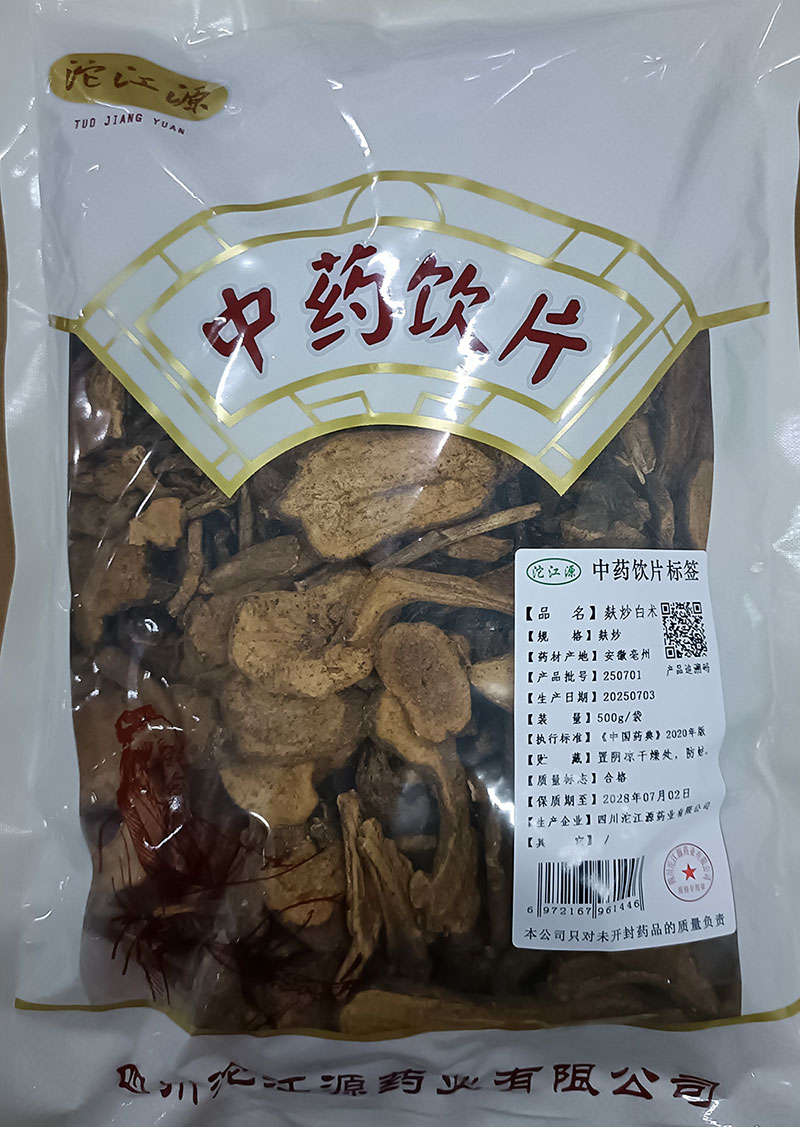 沱江源
TUO JIANG YUAN
中药饮片
沱江源 中药饮片标签
【品 名】麸炒白术
【规 格】麸炒
【药材产地】安徽亳州
产品追溯码
【产品批号】250701
【生产日期】20250703
【装 量】500g/袋
【执行标准】《中国药典》2020年版
【贮 藏】置阴凉干燥处,防蛀。
【质量标志】合格
【保质期至】2028年07月02日
【生产企业】四川沱江源药业有限公司
【其 它】/
6 972167 961446
本公司只对未开封药品的质量负责
四川沱江源药业有限公司